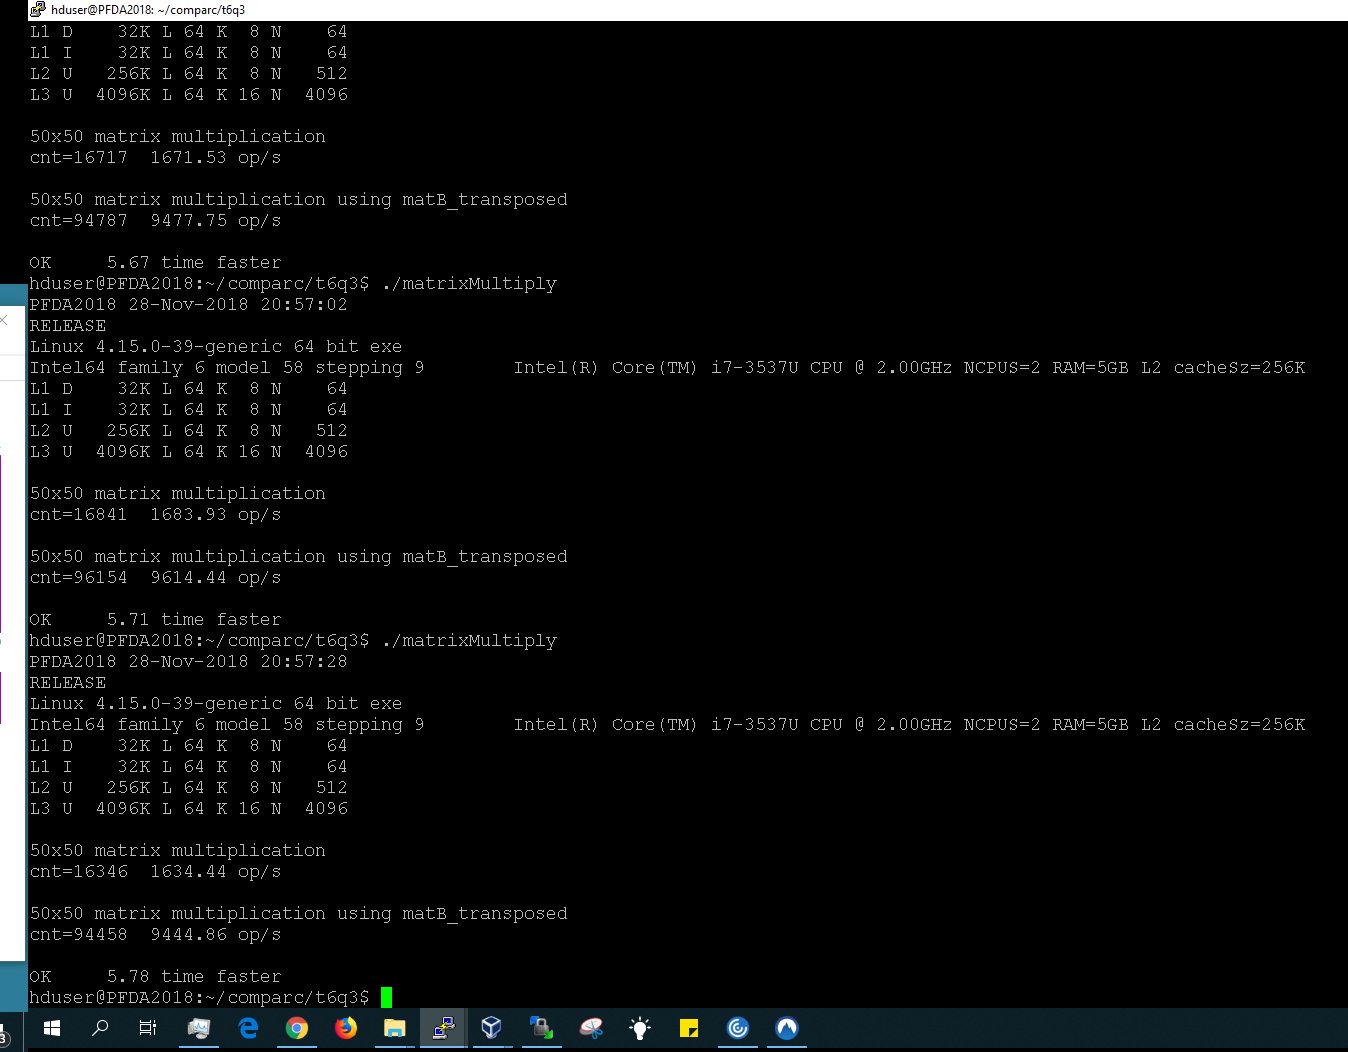 hduser@PFDA2018: ~/comparc/t6q3
L1 D    32K L 64 K  8 N    64
L1 I    32K L 64 K  8 N    64
L2 U   256K L 64 K  8 N   512
L3 U  4096K L 64 K 16 N  4096
50x50 matrix multiplication
cnt=16717  1671.53 op/s
50x50 matrix multiplication using matB_transposed
cnt=94787  9477.75 op/s
OK     5.67 time faster
hduser@PFDA2018:~/comparc/t6q3$ ./matrixMultiply
PFDA2018 28-Nov-2018 20:57:02
RELEASE
Linux 4.15.0-39-generic 64 bit exe
Intel64 family 6 model 58 stepping 9        Intel(R) Core(TM) i7-3537U CPU @ 2.00GHz NCPUS=2 RAM=5GB L2 cacheSz=256K
L1 D    32K L 64 K  8 N    64
L1 I    32K L 64 K  8 N    64
L2 U   256K L 64 K  8 N   512
L3 U  4096K L 64 K 16 N  4096
50x50 matrix multiplication
cnt=16841  1683.93 op/s
50x50 matrix multiplication using matB_transposed
cnt=96154  9614.44 op/s
OK     5.71 time faster
hduser@PFDA2018:~/comparc/t6q3$ ./matrixMultiply
PFDA2018 28-Nov-2018 20:57:28
RELEASE
Linux 4.15.0-39-generic 64 bit exe
Intel64 family 6 model 58 stepping 9        Intel(R) Core(TM) i7-3537U CPU @ 2.00GHz NCPUS=2 RAM=5GB L2 cacheSz=256K
L1 D    32K L 64 K  8 N    64
L1 I    32K L 64 K  8 N    64
L2 U   256K L 64 K  8 N   512
L3 U  4096K L 64 K 16 N  4096
50x50 matrix multiplication
cnt=16346  1634.44 op/s
50x50 matrix multiplication using matB_transposed
cnt=94458  9444.86 op/s
OK     5.78 time faster
hduser@PFDA2018:~/comparc/t6q3$
3